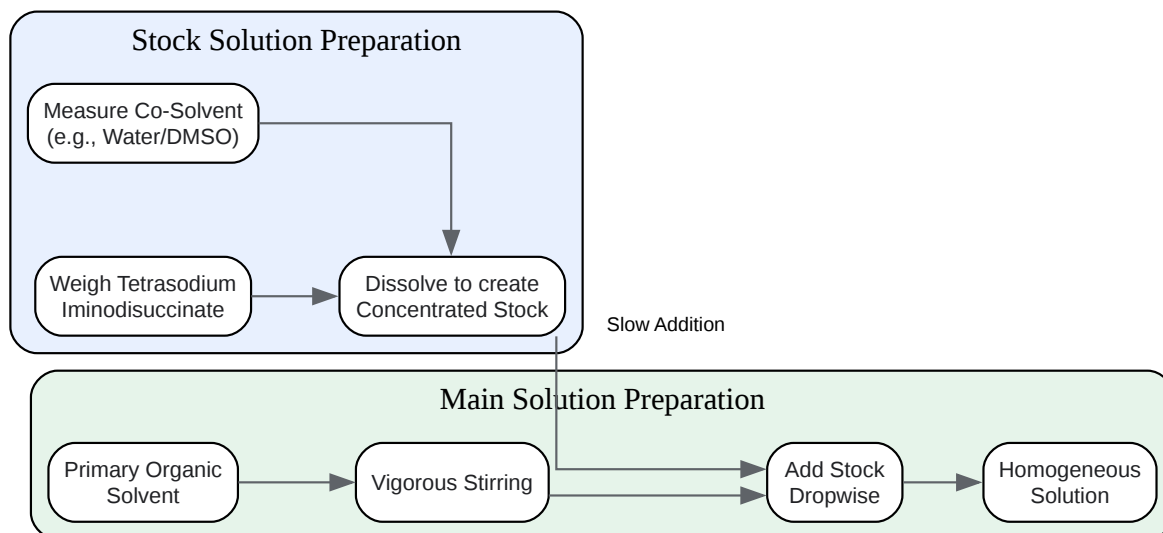 Stock Solution Preparation
Measure Co-Solvent
(e.g., Water/DMSO)
Weigh Tetrasodium
Iminodisuccinate
Dissolve to create
Concentrated Stock
Slow Addition
Main Solution Preparation
Primary Organic
Solvent
Vigorous Stirring
Add Stock
Dropwise
Homogeneous
Solution